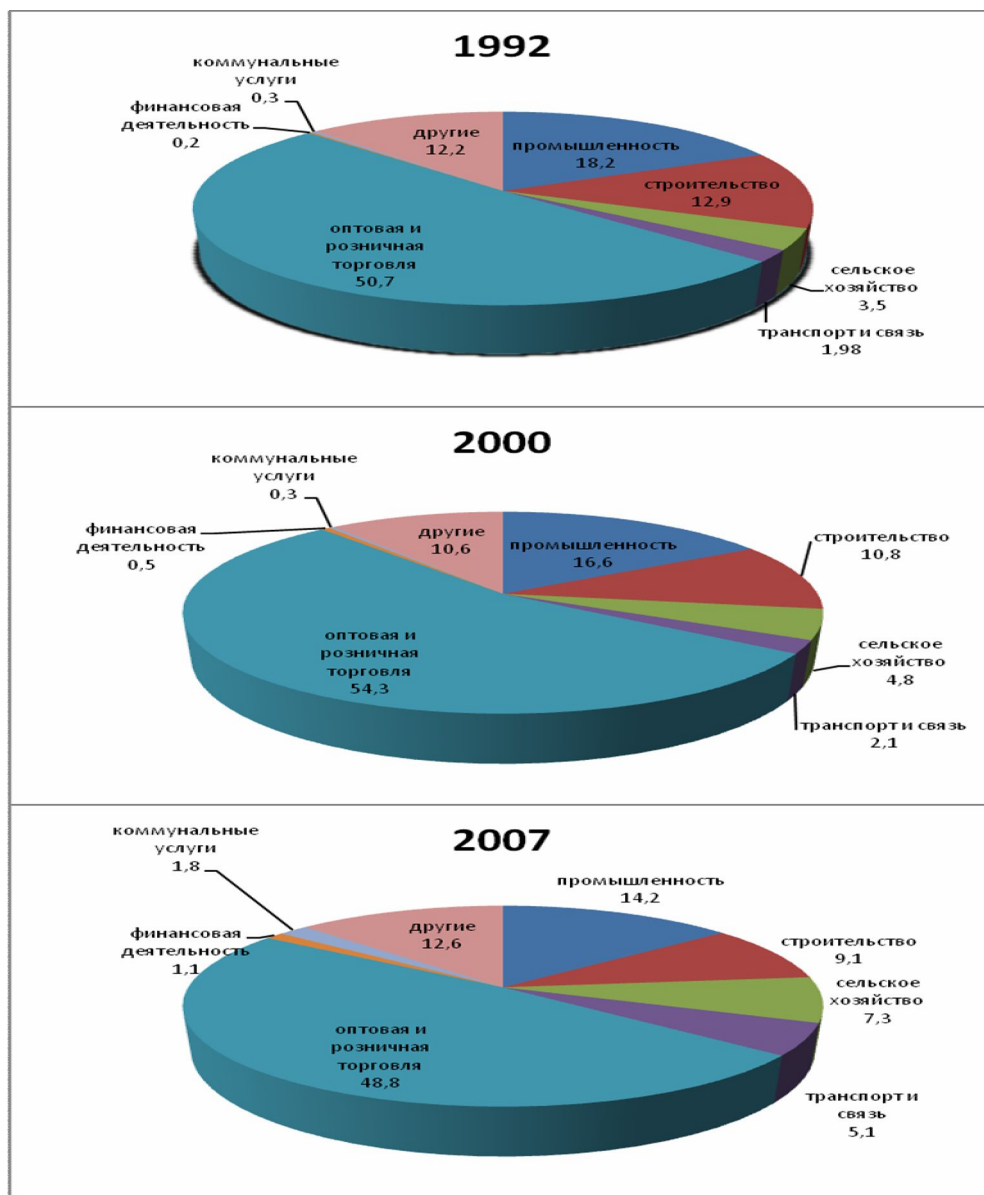 1992
коммунальные
услуги
0,3
финансовая
деятельность
0,2
другие
12,2
промышленность
18,2
строительство
12,9
оптовая и
розничная
торговля
50,7
сельское
хозяйство
3,5
транспорт и связь
1,98
2000
коммунальные
услуги
0,3
финансовая
деятельность
0,5
другие
10,6
промышленность
16,6
строительство
10,8
оптовая и
розничная
торговля
54,3
сельское
хозяйство
4,8
транспорт и связь
2,1
2007
коммунальные
услуги
1,8
финансовая
деятельность
1,1
другие
12,6
промышленность
14,2
строительство
9,1
сельское
хозяйство
7,3
оптовая и
розничная
торговля
48,8
транспорт и
связь
5,1